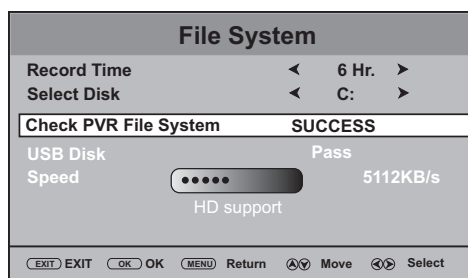 File System
Record Time 6 Hr.
Select Disk C:
Check PVR File System SUCCESS
USB Disk Pass
Speed 5112KB/s
HD support
EXIT EXIT OK OK MENU Return Move Select